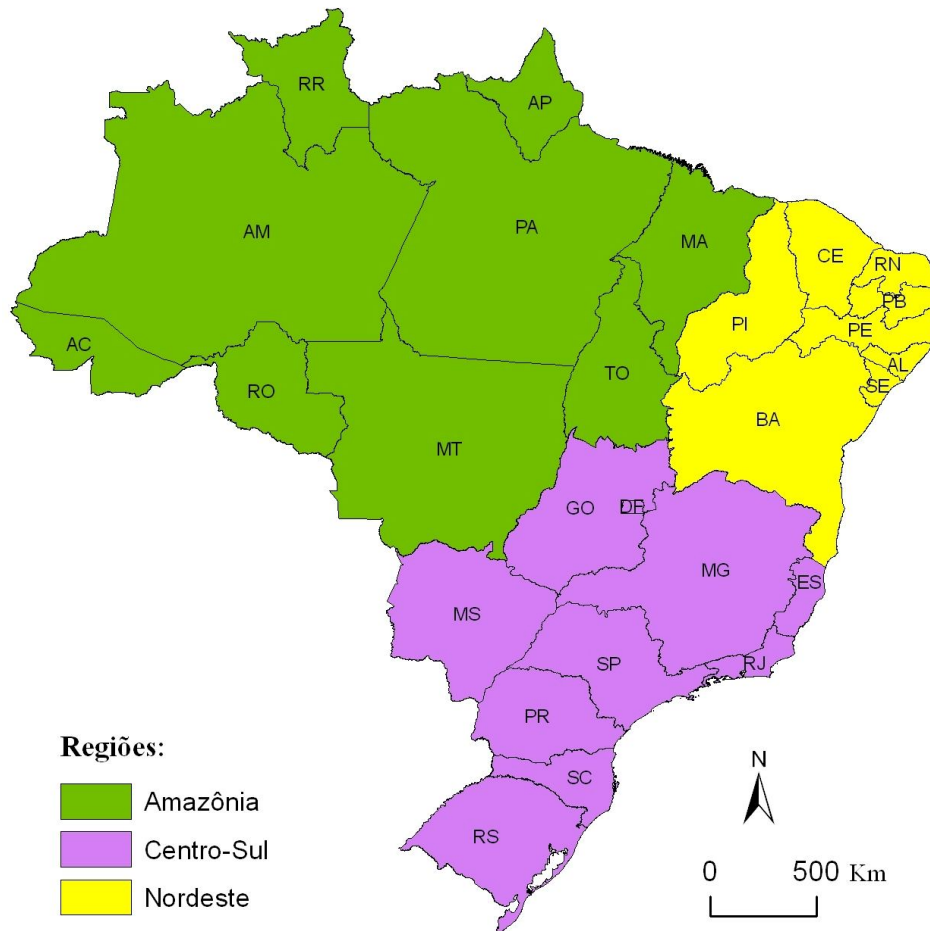 RR
AP
AM
PA
MA
CE
RN
PB
PI
PE
AC
AL
TO
SE
RO
BA
MT
GO
DF
MG
ES
MS
SP
RJ
PR
SC
RS
Regiões:
Amazônia
Centro-Sul
Nordeste
N
0 500 Km